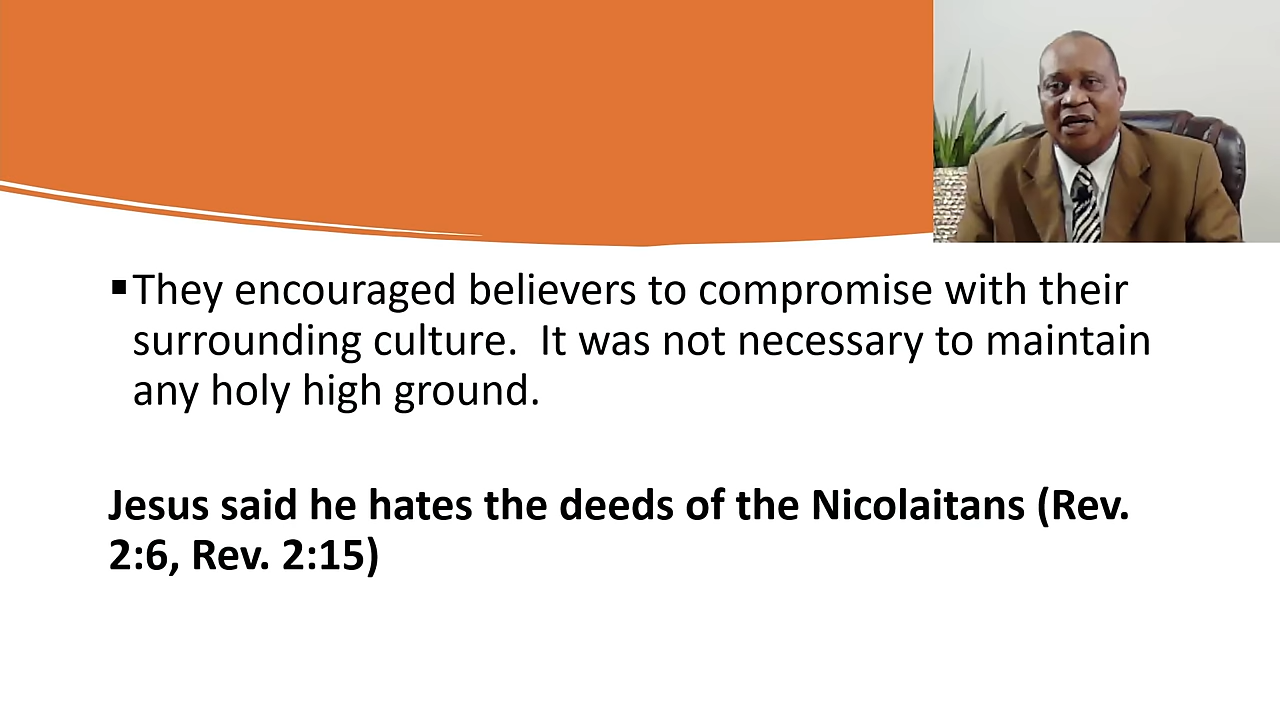 ▪They encouraged believers to compromise with their
surrounding culture.  It was not necessary to maintain
any holy high ground.
Jesus said he hates the deeds of the Nicolaitans (Rev.
2:6, Rev. 2:15)